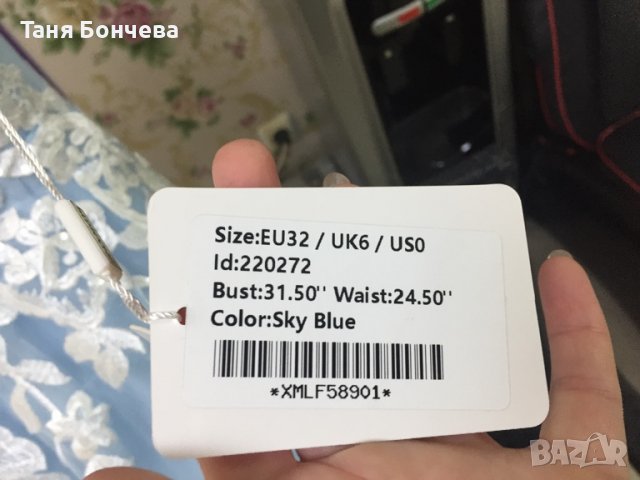 Таня Бончева
Size:EU32 / UK6 / US0
Id:220272
Bust:31.50'' Waist:24.50''
Color:Sky Blue
*XMLF58901*
BAZAR